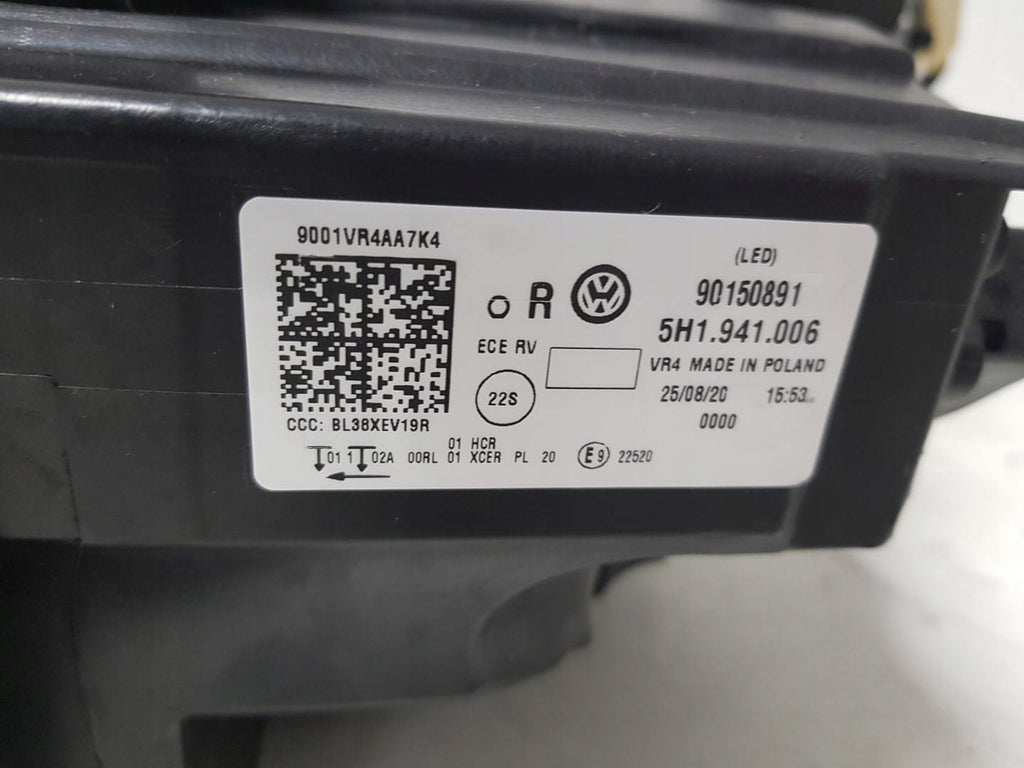 9001VR4AA7K4
o R
(LED)
90150891
5H1.941.006
ECE RV
VR4 MADE IN POLAND
22S
25/08/20 15:53
0000
CCC: BL38XEV19R
01 HCR
01 1 02A 00RL 01 XCER PL 20 E9 22520